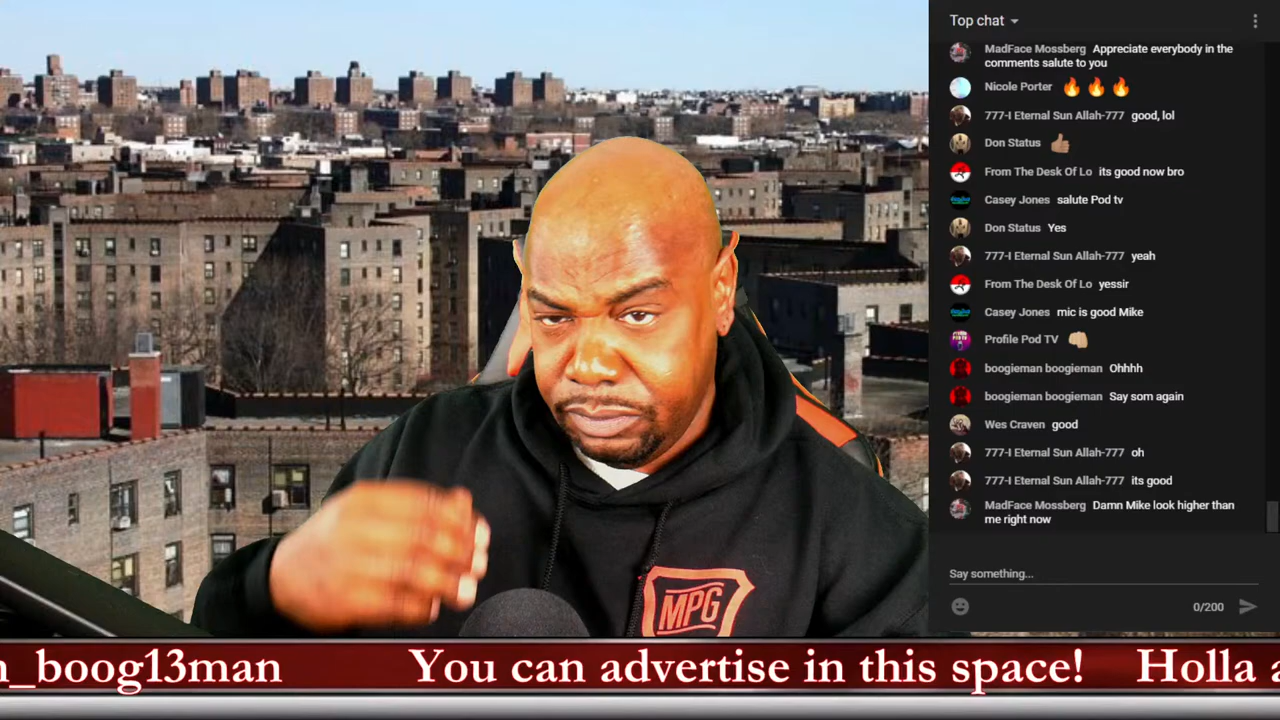 Top chat
MadFace Mossberg Appreciate everybody in the
comments salute to you
Nicole Porter
777-I Eternal Sun Allah-777 good, lol
Don Status
From The Desk Of Lo its good now bro
Casey Jones salute Pod tv
Don Status Yes
777-I Eternal Sun Allah-777 yeah
From The Desk Of Lo yessir
Casey Jones mic is good Mike
Profile Pod TV
boogieman boogieman Ohhhh
boogieman boogieman Say som again
Wes Craven good
777-I Eternal Sun Allah-777 oh
777-I Eternal Sun Allah-777 its good
MadFace Mossberg Damn Mike look higher than
me right now
Say something...
0/200
MPG
_boog13man You can advertise in this space! Holla